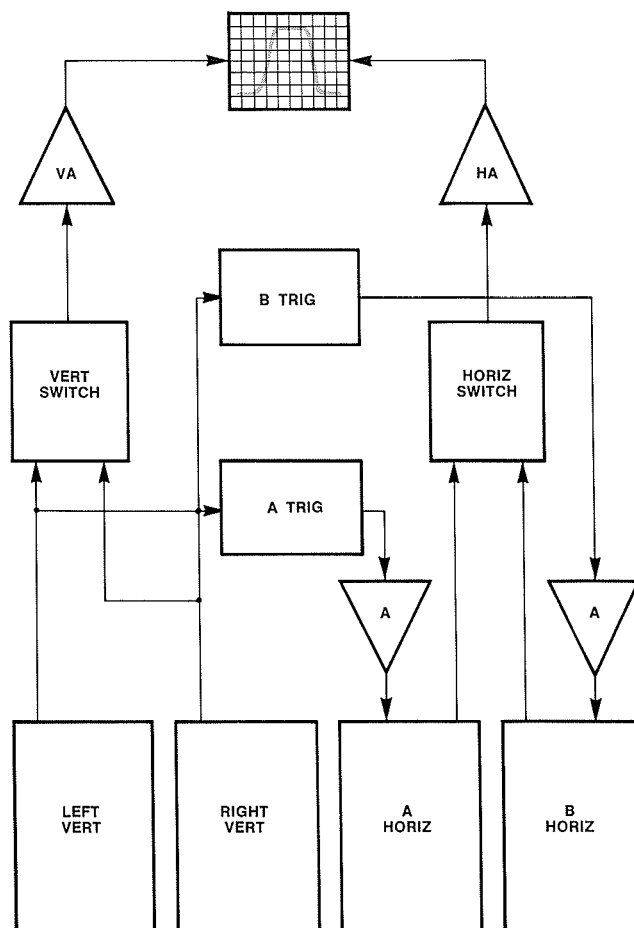 VA
HA
B TRIG
VERT
SWITCH
HORIZ
SWITCH
A TRIG
A
A
LEFT
VERT
RIGHT
VERT
A
HORIZ
B
HORIZ